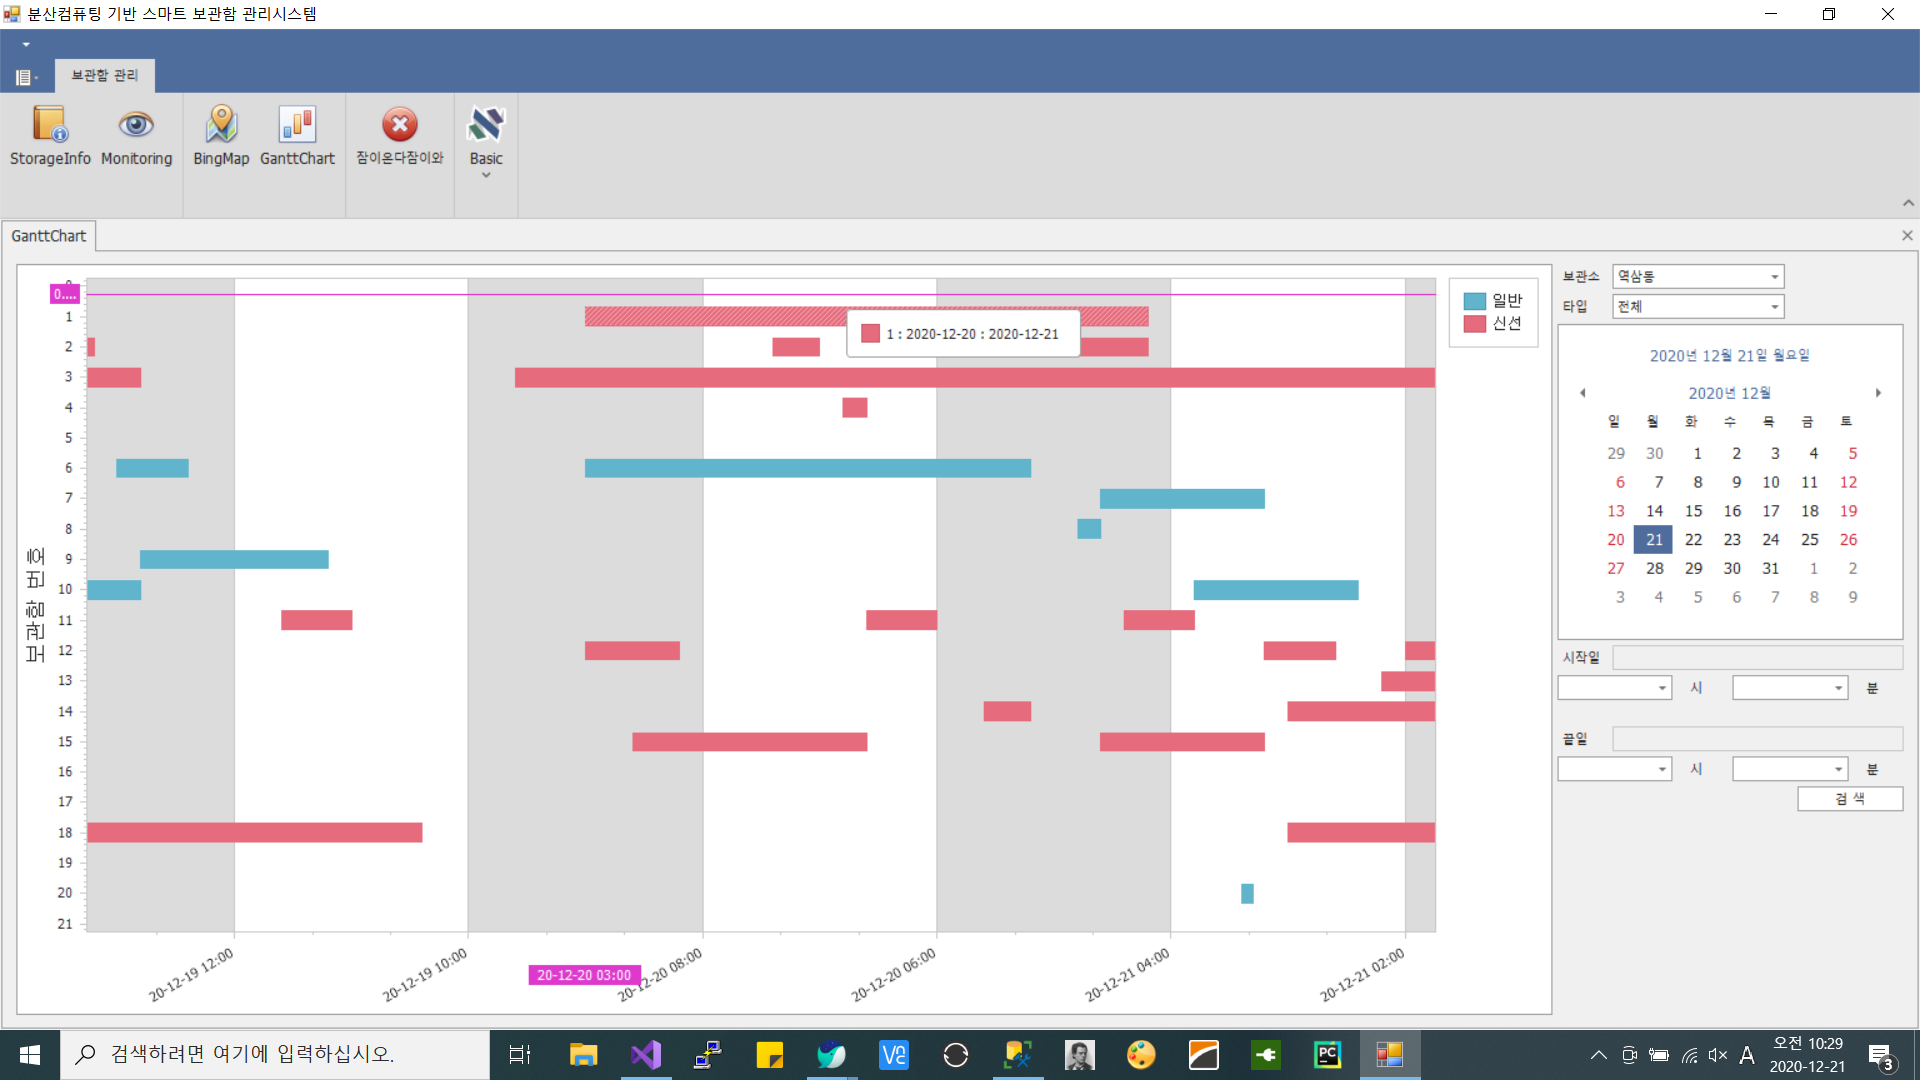 분산컴퓨팅 기반 스마트 보관함 관리시스템
보관함 관리
StorageInfo Monitoring BingMap GanttChart 잠이온다잠이와 Basic
GanttChart
0....
1
2
3
4
5
6
7
8
9
10
11
12
13
14
15
16
17
18
19
20
21
보관함 번호
1 : 2020-12-20 : 2020-12-21
20-12-19 12:00
20-12-19 10:00
20-12-20 03:00
20-12-20 08:00
20-12-20 06:00
20-12-21 04:00
20-12-21 02:00
일반
신선
보관소 역삼동
타입 전체
2020년 12월 21일 월요일
2020년 12월
일 월 화 수 목 금 토
29 30 1 2 3 4 5
6 7 8 9 10 11 12
13 14 15 16 17 18 19
20 21 22 23 24 25 26
27 28 29 30 31 1 2
3 4 5 6 7 8 9
시작일
시 분
끝일
시 분
검 색
검색하려면 여기에 입력하십시오.
VC
PC
A
오전 10:29
2020-12-21
3